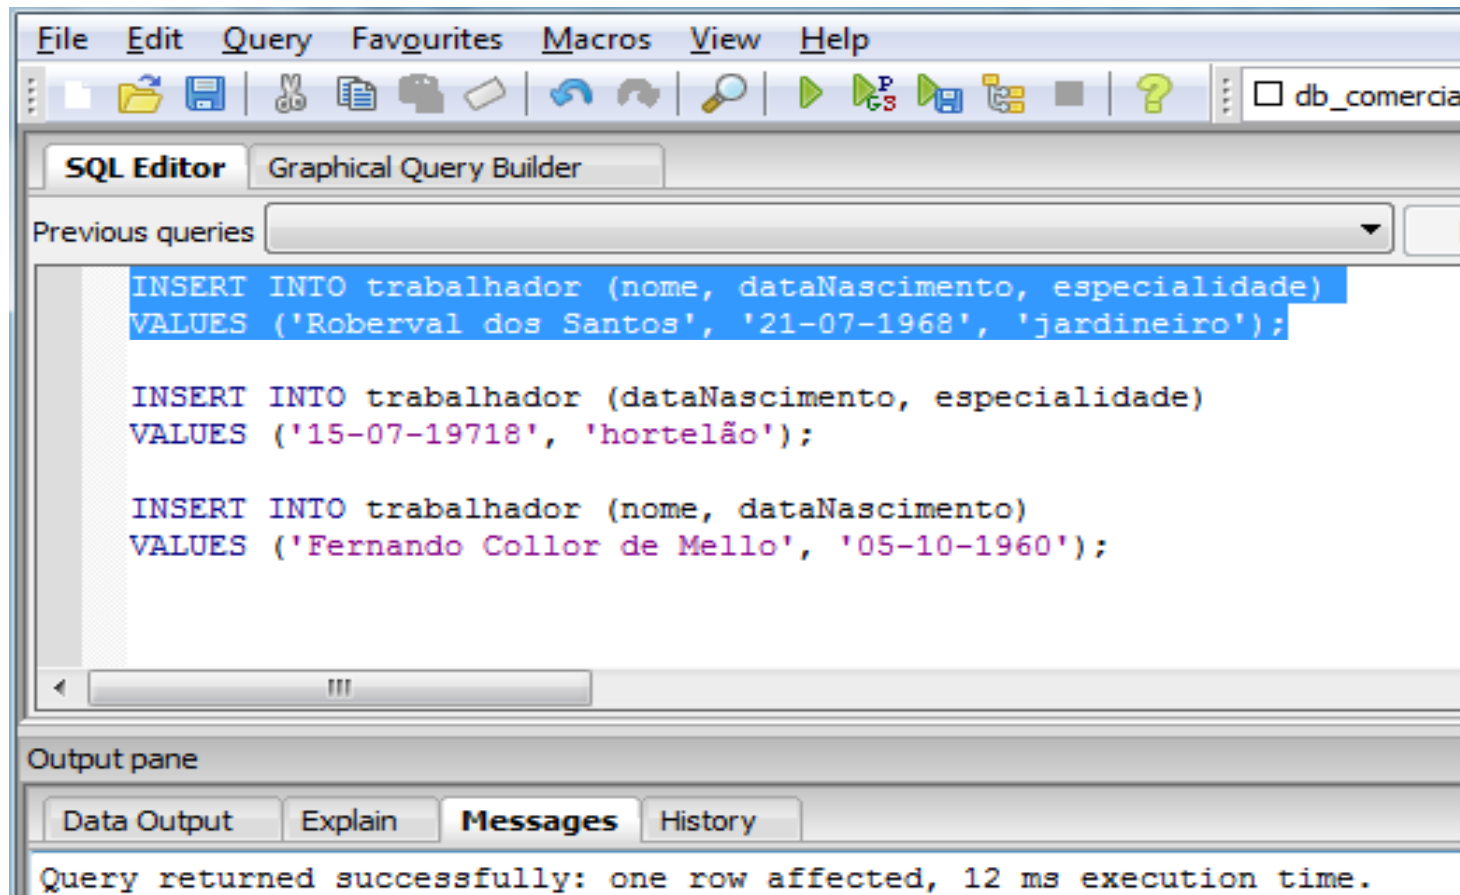 File Edit Query Favourites Macros View Help
PGS db_comercia
SQL Editor Graphical Query Builder
Previous queries
INSERT INTO trabalhador (nome, dataNascimento, especialidade)
VALUES ('Roberval dos Santos', '21-07-1968', 'jardineiro');
INSERT INTO trabalhador (dataNascimento, especialidade)
VALUES ('15-07-19718', 'hortelão');
INSERT INTO trabalhador (nome, dataNascimento)
VALUES ('Fernando Collor de Mello', '05-10-1960');
Output pane
Data Output Explain Messages History
Query returned successfully: one row affected, 12 ms execution time.